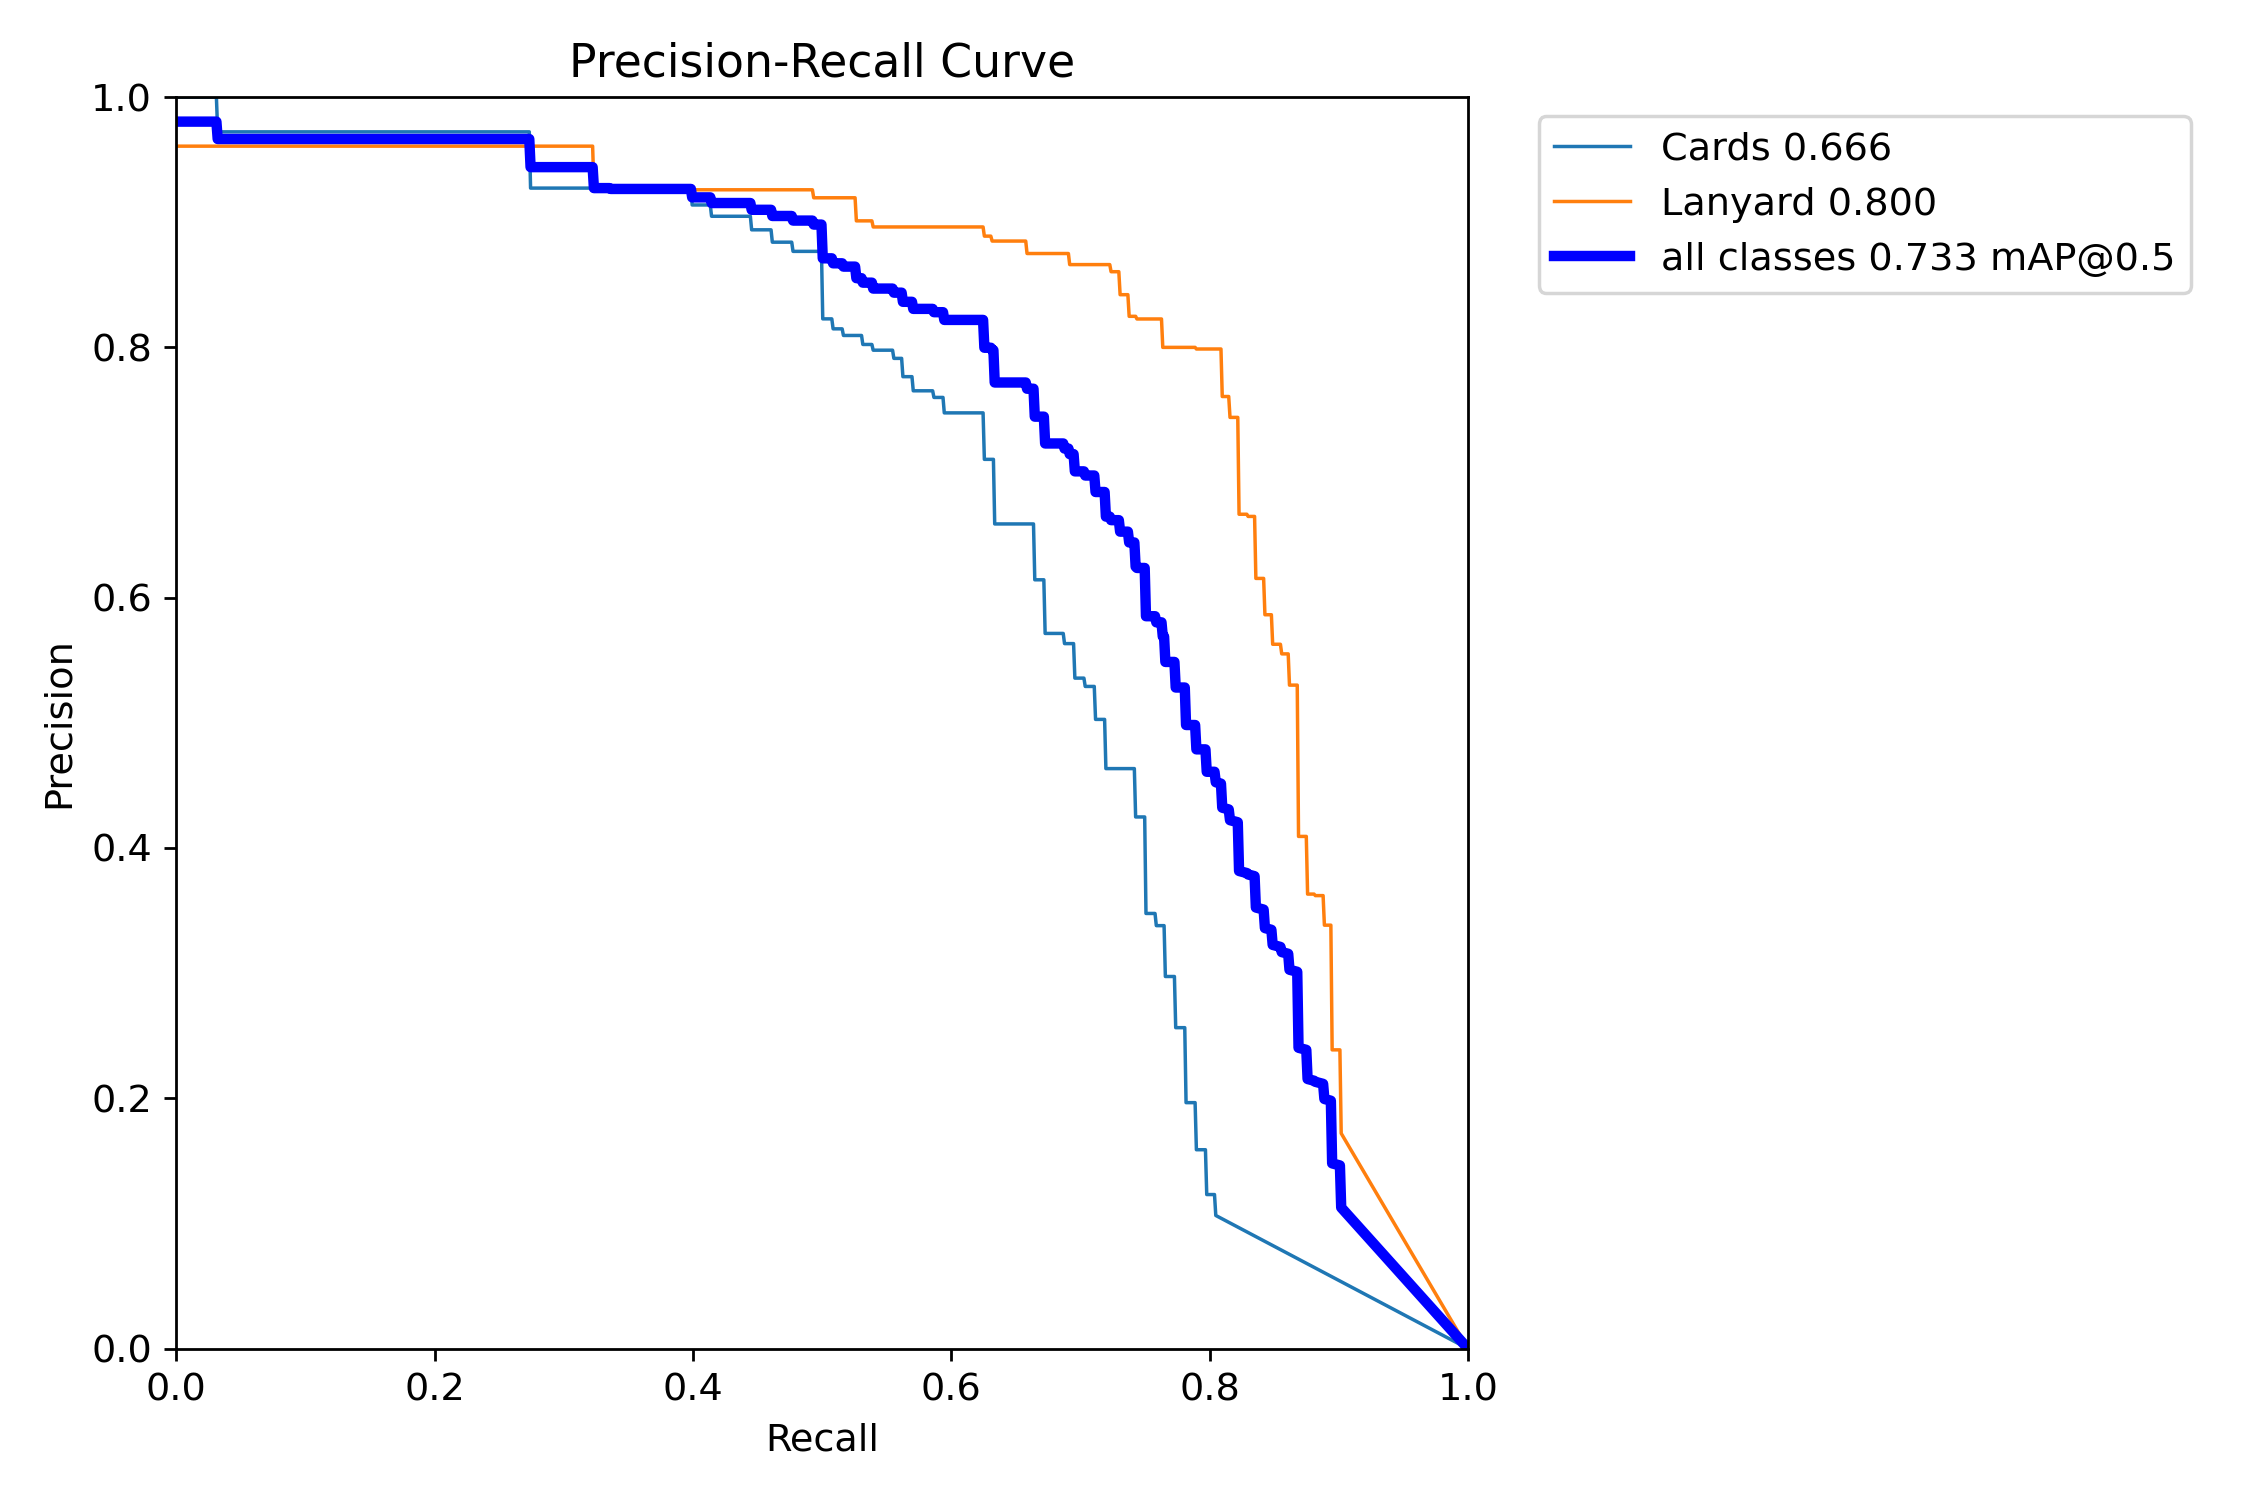 Precision-Recall Curve
1.0
0.8
0.6
0.4
0.2
0.0
Precision
0.0 0.2 0.4 0.6 0.8 1.0
Recall
Cards 0.666
Lanyard 0.800
all classes 0.733 mAP@0.5